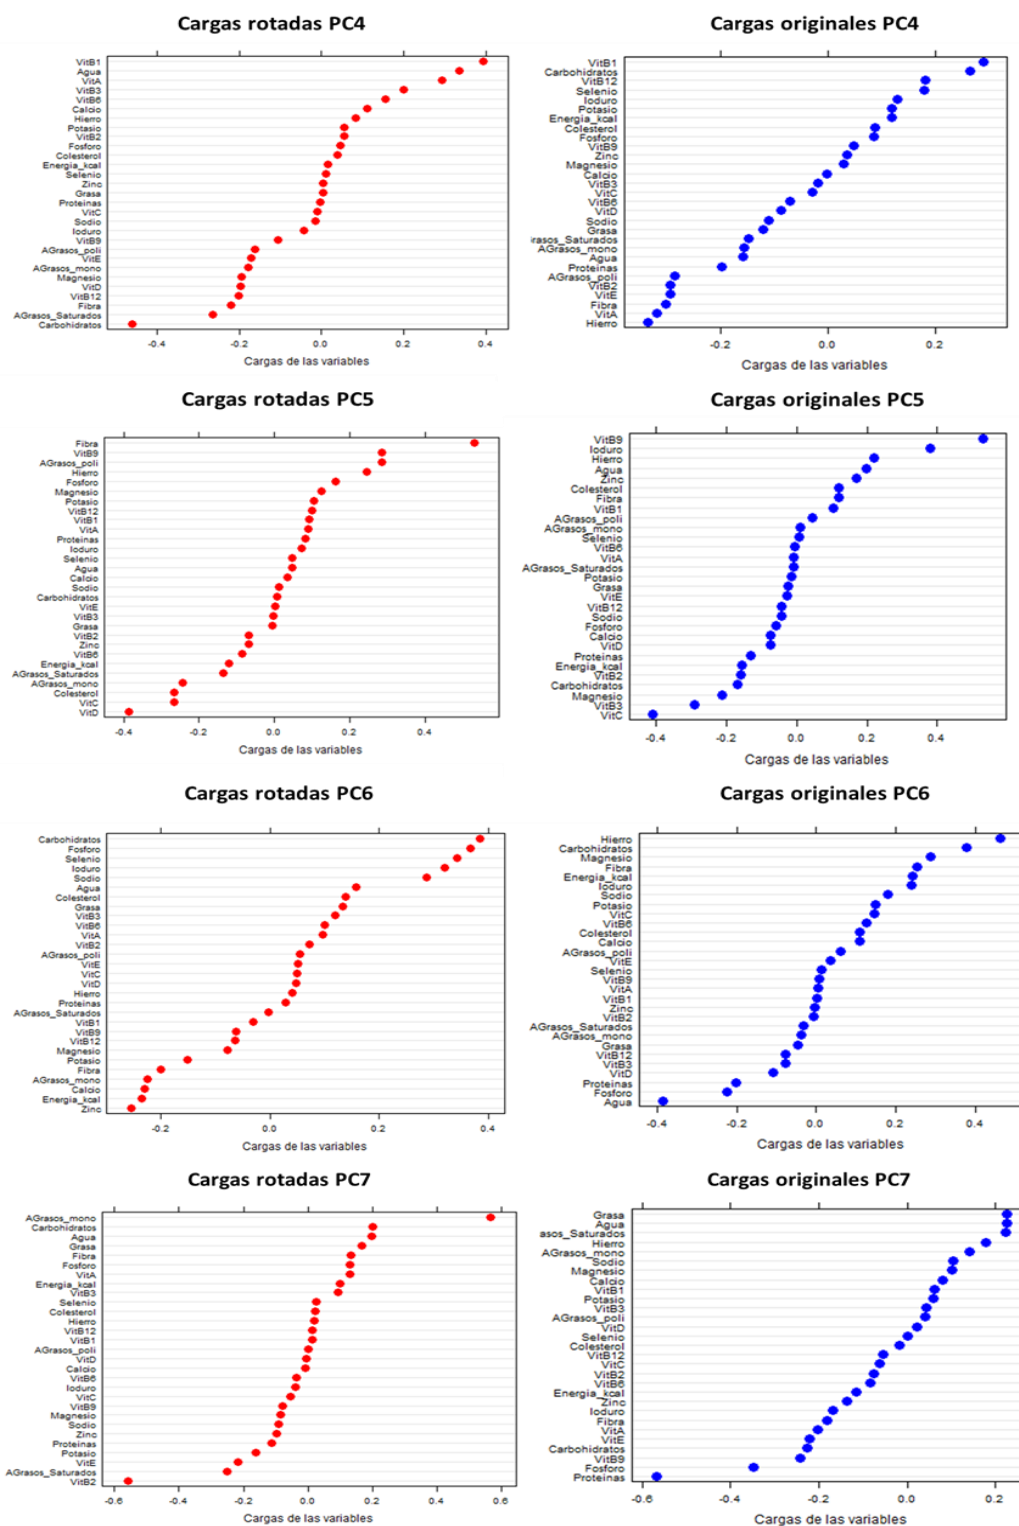 Cargas rotadas PC4
VitB1
Agua
VitA
VitB3
VitB6
Calcio
Hierro
Potasio
VitB2
Fosforo
Colesterol
Energia_kcal
Selenio
Zinc
Grasa
Proteinas
VitC
Sodio
Ioduro
VitB9
AGrasos_poli
VitE
AGrasos_mono
Magnesio
VitD
VitB12
Fibra
AGrasos_Saturados
Carbohidratos
-0.4 -0.2 0.0 0.2 0.4
Cargas de las variables
Cargas originales PC4
VitB1
Carbohidratos
VitB12
Selenio
Ioduro
Potasio
Energia_kcal
Colesterol
Fosforo
VitB9
Zinc
Magnesio
Calcio
VitB3
VitC
VitB6
VitD
Sodio
Grasa
rasos_Saturados
AGrasos_mono
Agua
Proteinas
AGrasos_poli
VitB2
VitE
Fibra
VitA
Hierro
-0.2 0.0 0.2
Cargas de las variables
Cargas rotadas PC5
Fibra
VitB9
AGrasos_poli
Hierro
Fosforo
Magnesio
Potasio
VitB12
VitB1
VitA
Proteinas
Ioduro
Selenio
Agua
Calcio
Sodio
Carbohidratos
VitE
VitB3
Grasa
VitB2
Zinc
VitB6
Energia_kcal
AGrasos_Saturados
AGrasos_mono
Colesterol
VitC
VitD
-0.4 -0.2 0.0 0.2 0.4
Cargas de las variables
Cargas originales PC5
VitB9
Ioduro
Hierro
Agua
Zinc
Colesterol
Fibra
VitB1
AGrasos_poli
AGrasos_mono
Selenio
VitB6
VitA
AGrasos_Saturados
Potasio
Grasa
VitE
VitB12
Sodio
Fosforo
Calcio
VitD
Proteinas
Energia_kcal
VitB2
Carbohidratos
Magnesio
VitB3
VitC
-0.4 -0.2 0.0 0.2 0.4
Cargas de las variables
Cargas rotadas PC6
Carbohidratos
Fosforo
Selenio
Ioduro
Sodio
Agua
Colesterol
Grasa
VitB3
VitB6
VitA
VitB2
AGrasos_poli
VitE
VitC
VitD
Hierro
Proteinas
AGrasos_Saturados
VitB1
VitB9
VitB12
Magnesio
Potasio
Fibra
AGrasos_mono
Calcio
Energia_kcal
Zinc
-0.2 0.0 0.2 0.4
Cargas de las variables
Cargas originales PC6
Hierro
Carbohidratos
Magnesio
Fibra
Energia_kcal
Ioduro
Sodio
Potasio
VitC
VitB6
Colesterol
Calcio
AGrasos_poli
VitE
Selenio
VitB9
VitA
VitB1
Zinc
VitB2
AGrasos_Saturados
AGrasos_mono
Grasa
VitB12
VitB3
VitD
Proteinas
Fosforo
Agua
-0.4 -0.2 0.0 0.2 0.4
Cargas de las variables
Cargas rotadas PC7
AGrasos_mono
Carbohidratos
Agua
Grasa
Fibra
Fosforo
VitA
Energia_kcal
VitB3
Selenio
Colesterol
Hierro
VitB12
VitB1
AGrasos_poli
VitD
Calcio
VitB6
Ioduro
VitC
VitB9
Magnesio
Sodio
Zinc
Proteinas
Potasio
VitE
AGrasos_Saturados
VitB2
-0.6 -0.4 -0.2 0.0 0.2 0.4 0.6
Cargas de las variables
Cargas originales PC7
Grasa
Agua
asos_Saturados
Hierro
AGrasos_mono
Sodio
Magnesio
Calcio
VitB1
Potasio
VitB3
AGrasos_poli
VitD
Selenio
Colesterol
VitB12
VitC
VitB2
VitB6
Energia_kcal
Zinc
Ioduro
Fibra
VitA
VitE
Carbohidratos
VitB9
Fosforo
Proteinas
-0.6 -0.4 -0.2 0.0 0.2
Cargas de las variables